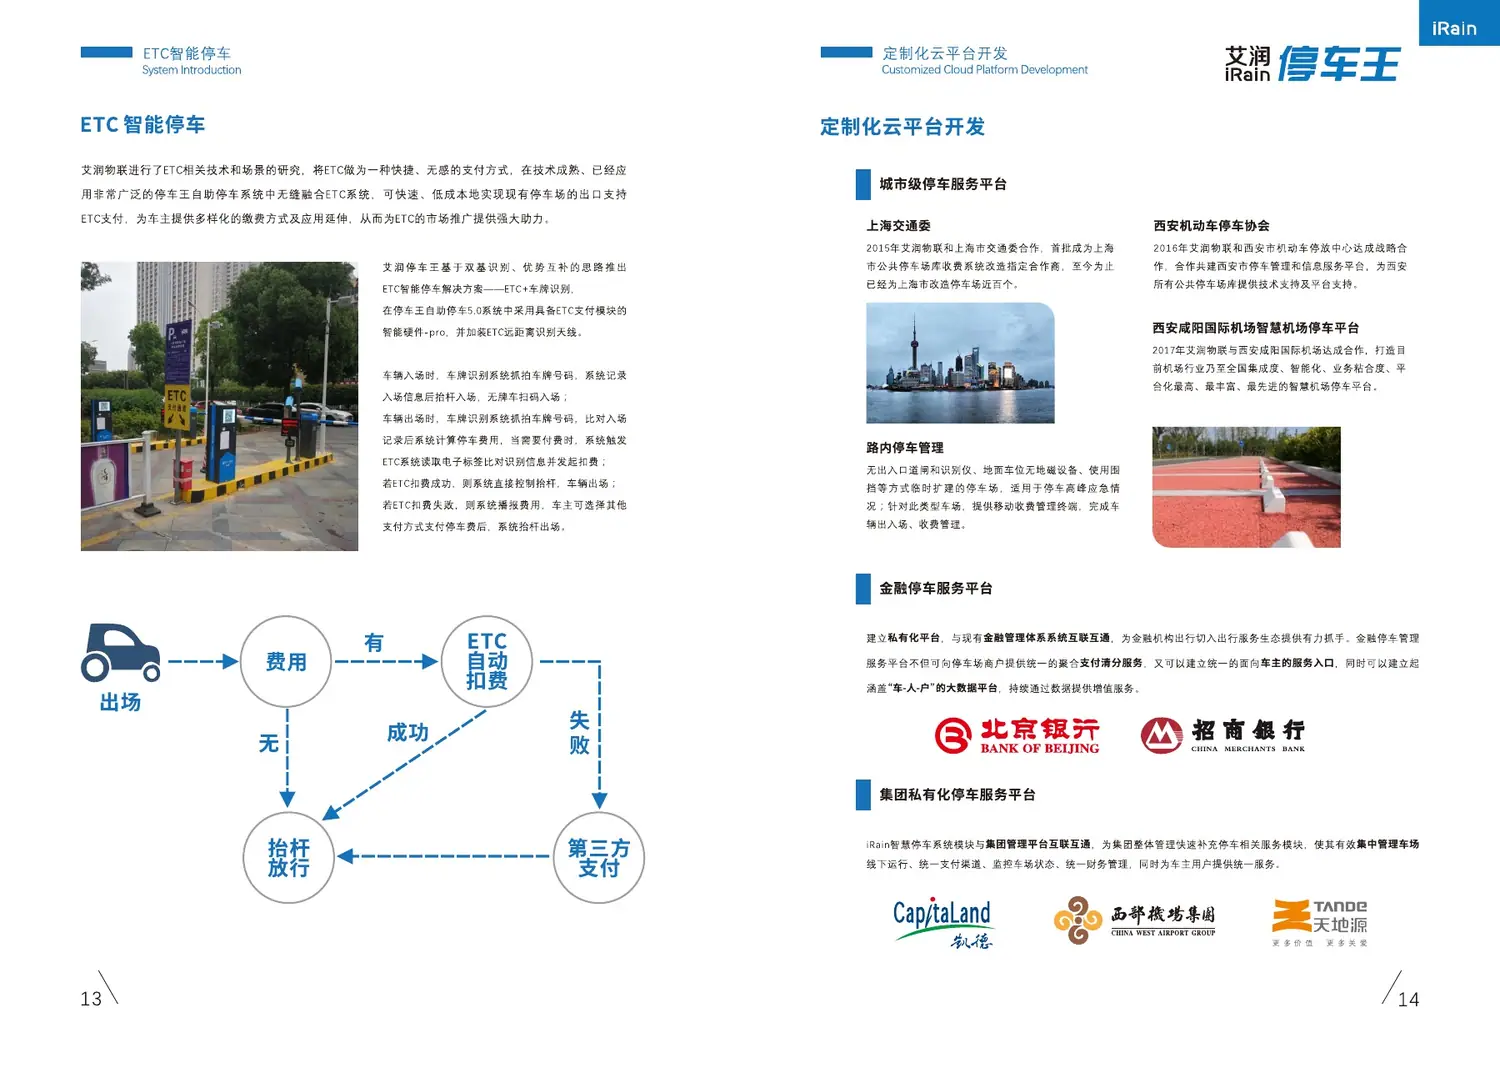 ETC智能停车
System Introduction
ETC 智能停车
艾润物联进行了ETC相关技术和场景的研究，将ETC做为一种快捷、无感的支付方式，在技术成熟、已经应
用非常广泛的停车王自助停车系统中无缝融合ETC系统，可快速、低成本地实现现有停车场的出口支持
ETC支付，为车主提供多样化的缴费方式及应用延伸，从而为ETC的市场推广提供强大助力。
ETC
艾润停车王基于双基识别、优势互补的思路推出
ETC智能停车解决方案——ETC+车牌识别，
在停车王自助停车5.0系统中采用具备ETC支付模块的
智能硬件-pro，并加装ETC远距离识别天线。
车辆入场时，车牌识别系统抓拍车牌号码，系统记录
入场信息后抬杆入场，无牌车扫码入场；
车辆出场时，车牌识别系统抓拍车牌号码，比对入场
记录后系统计算停车费用，当需要付费时，系统触发
ETC系统读取电子标签比对识别信息并发起扣费；
若ETC扣费成功，则系统直接控制抬杆，车辆出场；
若ETC扣费失败，则系统播报费用，车主可选择其他
支付方式支付停车费后，系统抬杆出场。
出场
费用
有
ETC
自动
扣费
无
成功
失
败
抬杆
放行
第三方
支付
13
iRain
定制化云平台开发
Customized Cloud Platform Development
艾润
iRain
停车王
定制化云平台开发
城市级停车服务平台
上海交通委
2015年艾润物联和上海市交通委合作，首批成为上海
市公共停车场库收费系统改造指定合作商，至今为止
已经为上海市改造停车场近百个。
路内停车管理
无出入口道闸和识别仪、地面车位无地磁设备、使用围
挡等方式临时扩建的停车场，适用于停车高峰应急情
况；针对此类型车场，提供移动收费管理终端，完成车
辆出入场、收费管理。
西安机动车停车协会
2016年艾润物联和西安市机动车停放中心达成战略合
作，合作共建西安市停车管理和信息服务平台，为西安
所有公共停车场库提供技术支持及平台支持。
西安咸阳国际机场智慧机场停车平台
2017年艾润物联与西安咸阳国际机场达成合作，打造目
前机场行业乃至全国集成度、智能化、业务粘合度、平
台化最高、最丰富、最先进的智慧机场停车平台。
金融停车服务平台
建立私有化平台，与现有金融管理体系系统互联互通，为金融机构出行切入出行服务生态提供有力抓手。金融停车管理
服务平台不但可向停车场商户提供统一的聚合支付清分服务，又可以建立统一的面向车主的服务入口，同时可以建立起
涵盖“车-人-户”的大数据平台，持续通过数据提供增值服务。
北京银行
BANK OF BEIJING
招商银行
CHINA MERCHANTS BANK
集团私有化停车服务平台
iRain智慧停车系统模块与集团管理平台互联互通，为集团整体管理快速补充停车相关服务模块，使其有效集中管理车场
线下运行、统一支付渠道、监控车场状态、统一财务管理，同时为车主用户提供统一服务。
CapitaLand
凯德
西部機場集團
CHINA WEST AIRPORT GROUP
TANDE
天地源
更多价值 更多关爱
14